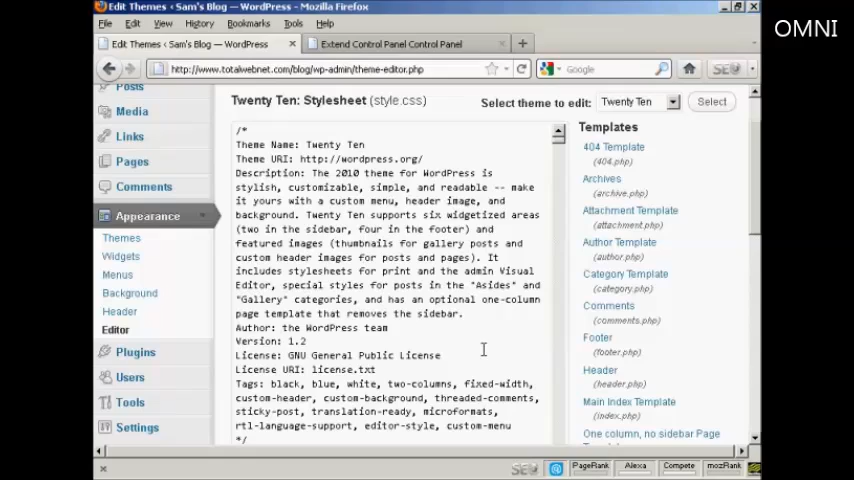 Edit Themes ‹ Sam's Blog — WordPress - Mozilla Firefox
File Edit View History Bookmarks Tools Help
Edit Themes ‹ Sam's Blog — WordPress × Extend Control Panel Control Panel × +
http://www.totalwebnet.com/blog/wp-admin/theme-editor.php Google
OMNI
Posts
Media
Links
Pages
Comments
Appearance
Themes
Widgets
Menus
Background
Header
Editor
Plugins
Users
Tools
Settings
Twenty Ten: Stylesheet (style.css)
Select theme to edit: Twenty Ten Select
/*
Theme Name: Twenty Ten
Theme URI: http://wordpress.org/
Description: The 2010 theme for WordPress is
stylish, customizable, simple, and readable -- make
it yours with a custom menu, header image, and
background. Twenty Ten supports six widgetized areas
(two in the sidebar, four in the footer) and
featured images (thumbnails for gallery posts and
custom header images for posts and pages). It
includes stylesheets for print and the admin Visual
Editor, special styles for posts in the "Asides" and
"Gallery" categories, and has an optional one-column
page template that removes the sidebar.
Author: the WordPress team
Version: 1.2
License: GNU General Public License
License URI: license.txt
Tags: black, blue, white, two-columns, fixed-width,
custom-header, custom-background, threaded-comments,
sticky-post, translation-ready, microformats,
rtl-language-support, editor-style, custom-menu
*/
Templates
404 Template
(404.php)
Archives
(archive.php)
Attachment Template
(attachment.php)
Author Template
(author.php)
Category Template
(category.php)
Comments
(comments.php)
Footer
(footer.php)
Header
(header.php)
Main Index Template
(index.php)
One column, no sidebar Page
SEO PageRank Alexa Compete mozRank